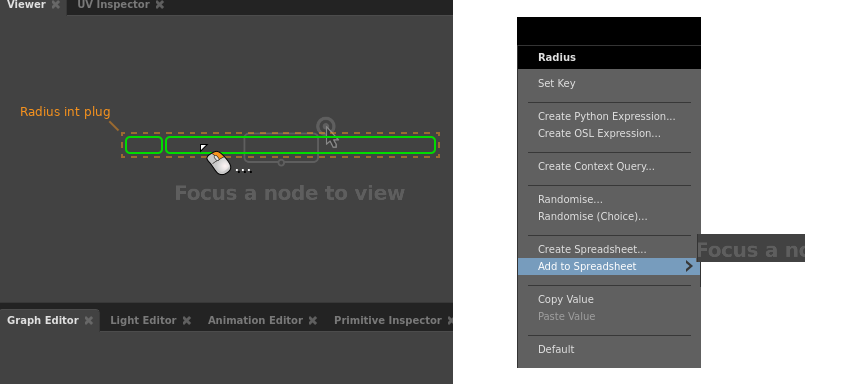 Viewer
UV Inspector
Radius int plug
Focus a node to view
Graph Editor
Light Editor
Animation Editor
Primitive Inspector
Radius
Set Key
Create Python Expression...
Create OSL Expression...
Create Context Query...
Randomise...
Randomise (Choice)...
Create Spreadsheet...
Add to Spreadsheet
Copy Value
Paste Value
Default
Focus a no